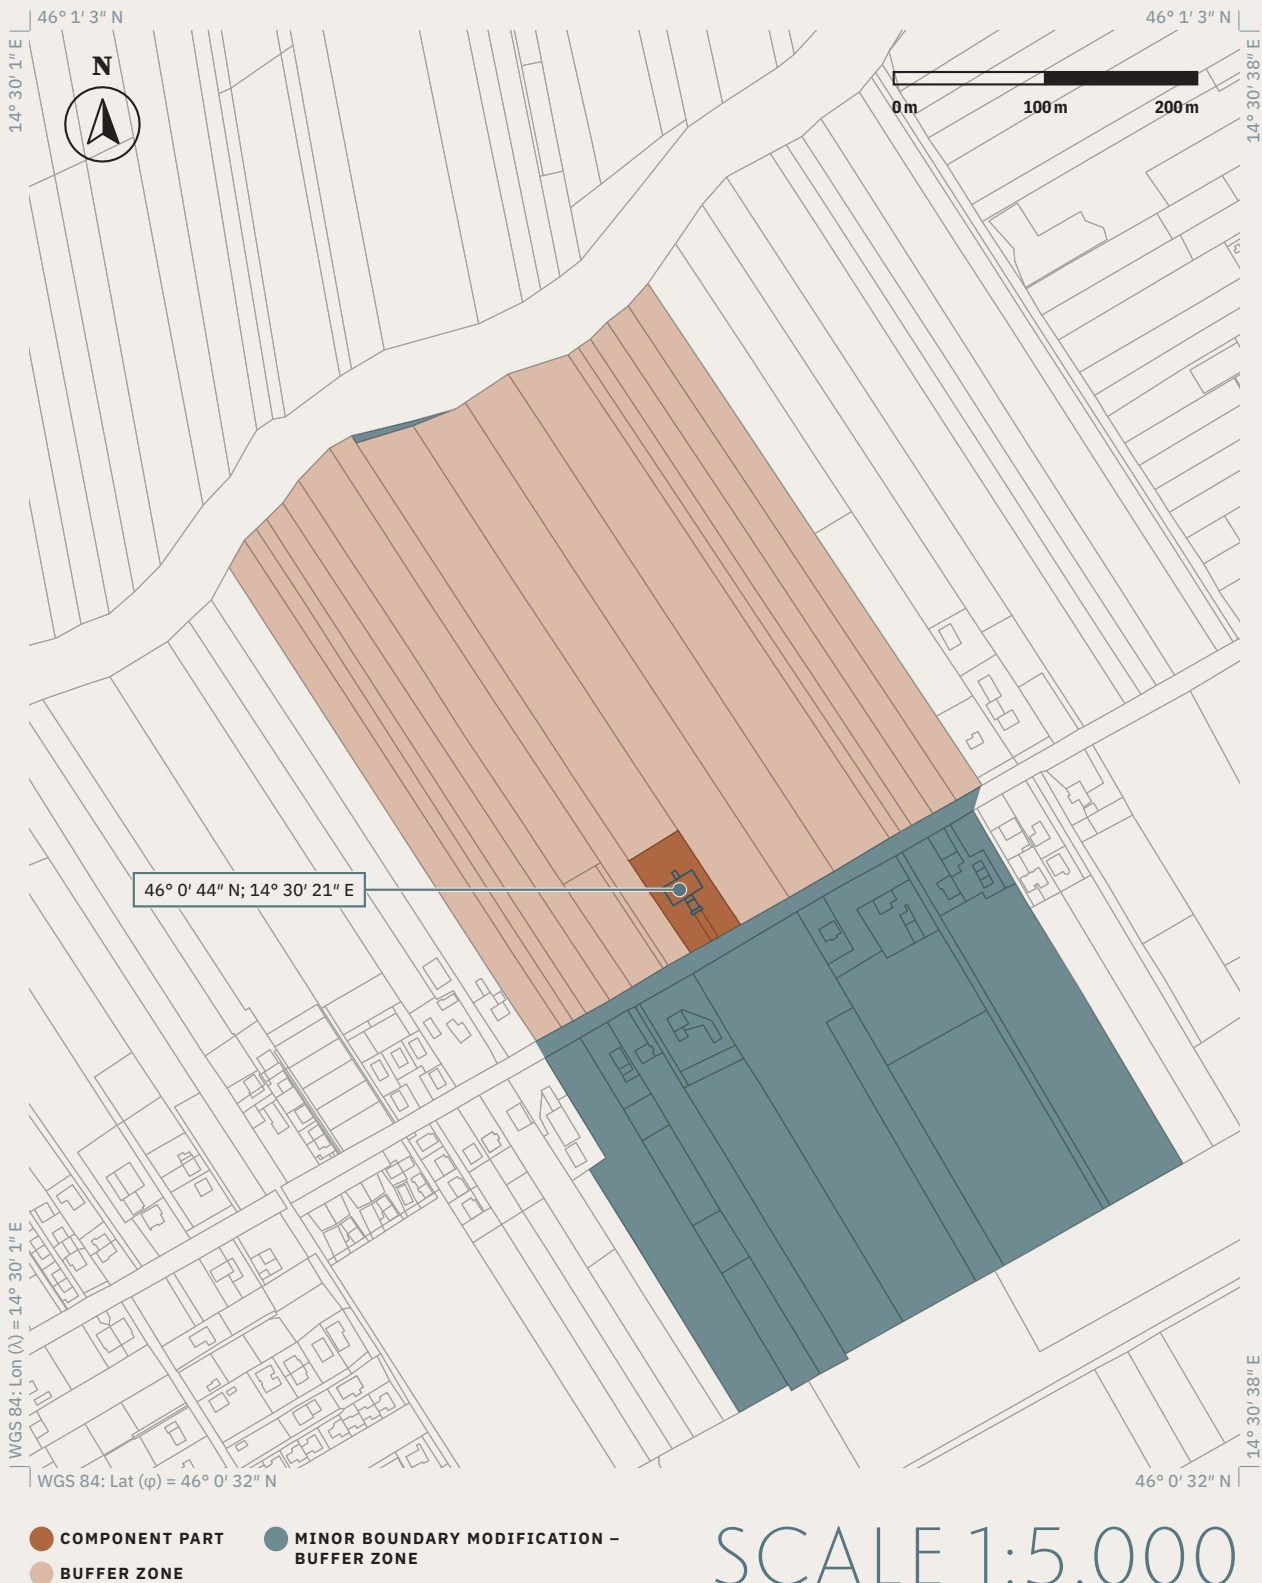 46° 1′ 3″ N
46° 1′ 3″ N
14° 30′ 1″ E
14° 30′ 38″ E
N
0 m 100 m 200 m
46° 0′ 44″ N; 14° 30′ 21″ E
WGS 84: Lon (λ) = 14° 30′ 1″ E
14° 30′ 38″ E
WGS 84: Lat (φ) = 46° 0′ 32″ N
46° 0′ 32″ N
COMPONENT PART
BUFFER ZONE
MINOR BOUNDARY MODIFICATION –
BUFFER ZONE
SCALE 1:5.000